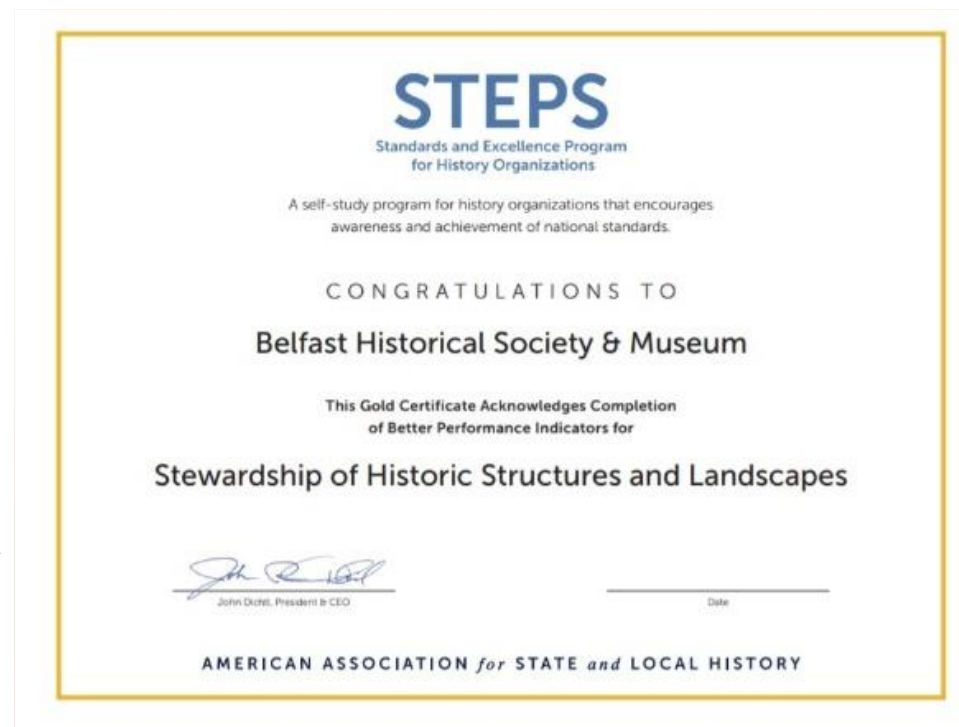 STEPS
Standards and Excellence Program
for History Organizations
A self-study program for history organizations that encourages
awareness and achievement of national standards.
CONGRATULATIONS TO
Belfast Historical Society & Museum
This Gold Certificate Acknowledges Completion
of Better Performance Indicators for
Stewardship of Historic Structures and Landscapes
John Dichtl, President & CEO
Date
AMERICAN ASSOCIATION for STATE and LOCAL HISTORY